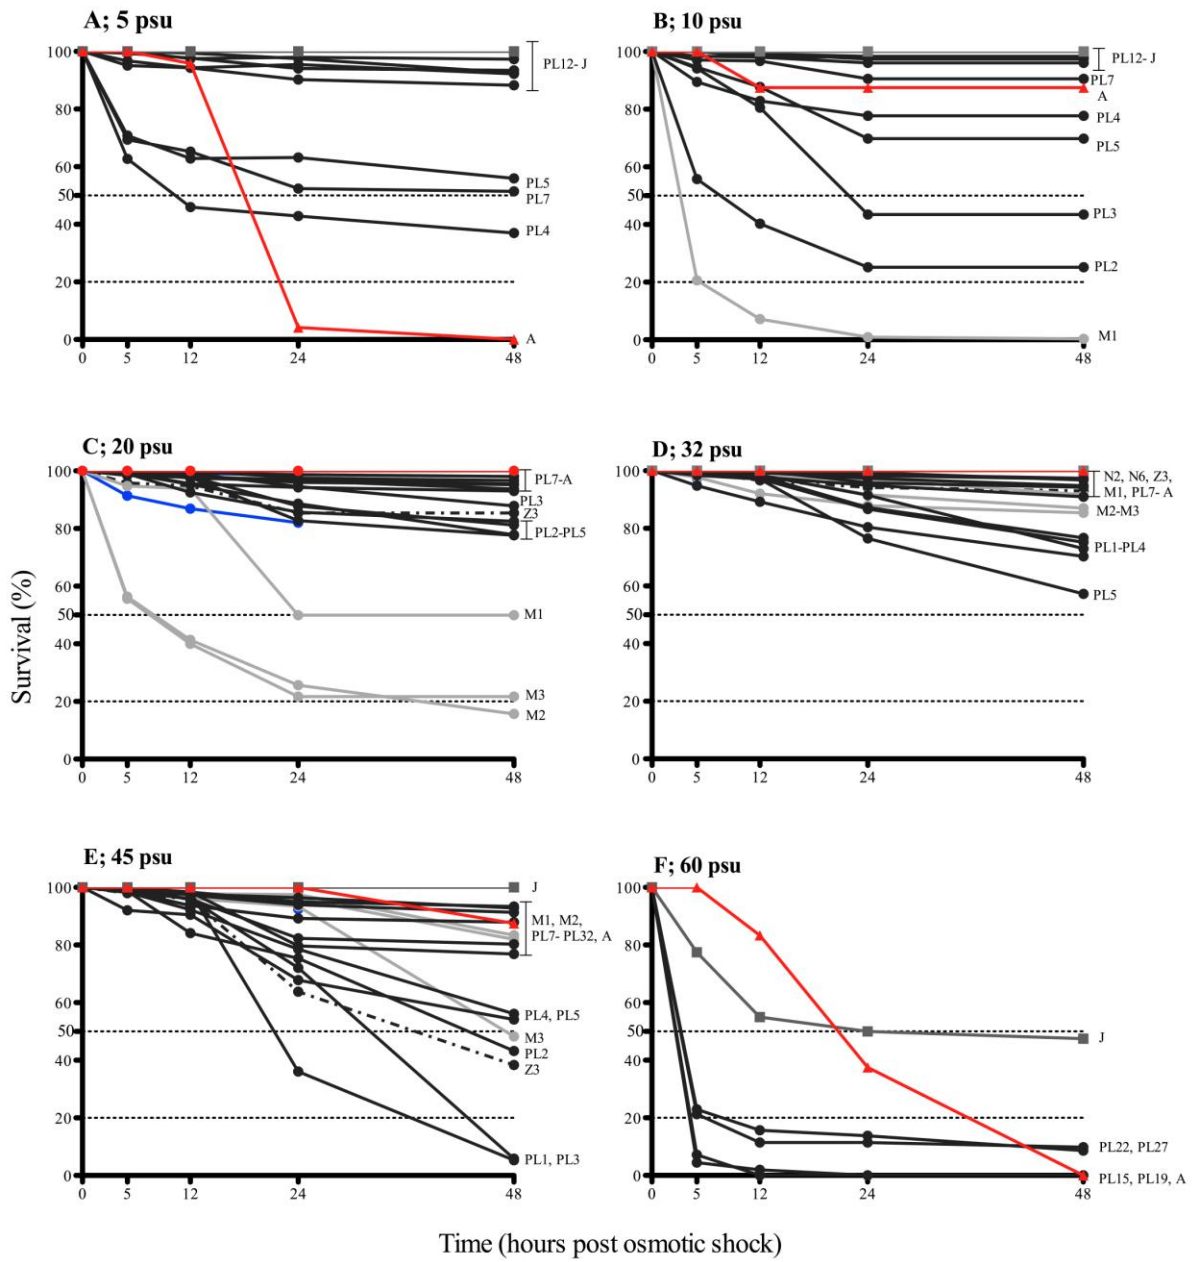 A; 5 psu
100
80
60
50
40
20
0
0 5 12 24 48
PL12- J
PL5
PL7
PL4
A
B; 10 psu
100
80
60
50
40
20
0
0 5 12 24 48
PL12- J
PL7
A
PL4
PL5
PL3
PL2
M1
C; 20 psu
100
80
60
50
40
20
0
0 5 12 24 48
PL7-A
PL3
Z3
PL2-PL5
M1
M3
M2
D; 32 psu
100
80
60
50
40
20
0
0 5 12 24 48
N2, N6, Z3,
M1, PL7- A
M2-M3
PL1-PL4
PL5
Survival (%)
E; 45 psu
100
80
60
50
40
20
0
0 5 12 24 48
J
M1, M2,
PL7- PL32, A
PL4, PL5
M3
PL2
Z3
PL1, PL3
F; 60 psu
100
80
60
50
40
20
0
0 5 12 24 48
J
PL22, PL27
PL15, PL19, A
Time (hours post osmotic shock)